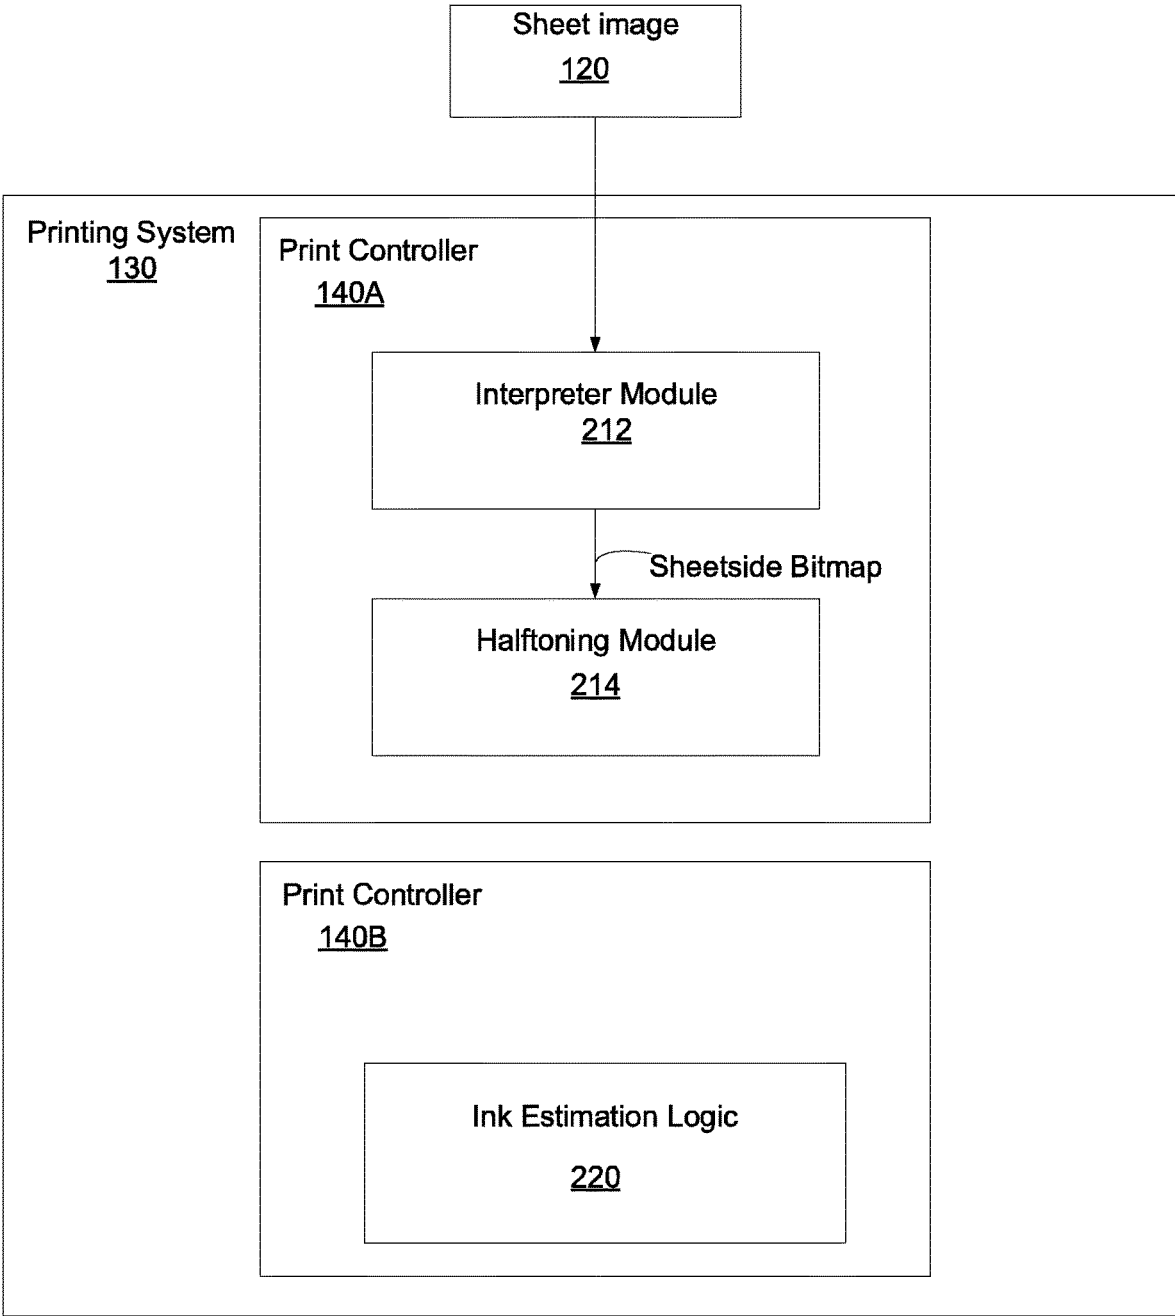 Sheet image
120
Printing System
130
Print Controller
140A
Interpreter Module
212
Sheetside Bitmap
Halftoning Module
214
Print Controller
140B
Ink Estimation Logic
220